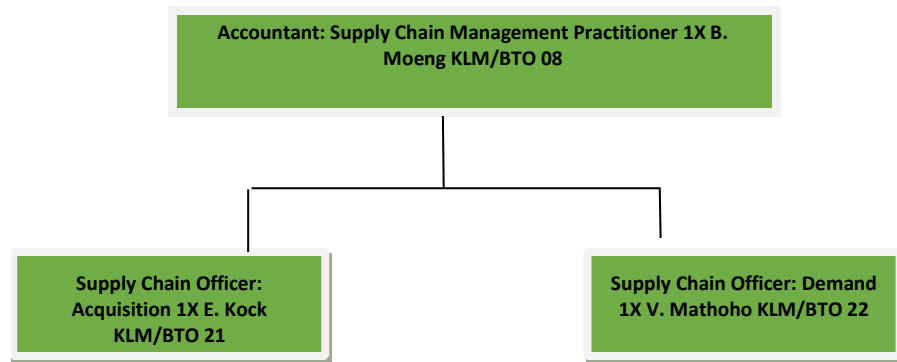 Accountant: Supply Chain Management Practitioner 1X B.
Moeng KLM/BTO 08
Supply Chain Officer:
Acquisition 1X E. Kock
KLM/BTO 21
Supply Chain Officer: Demand
1X V. Mathoho KLM/BTO 22